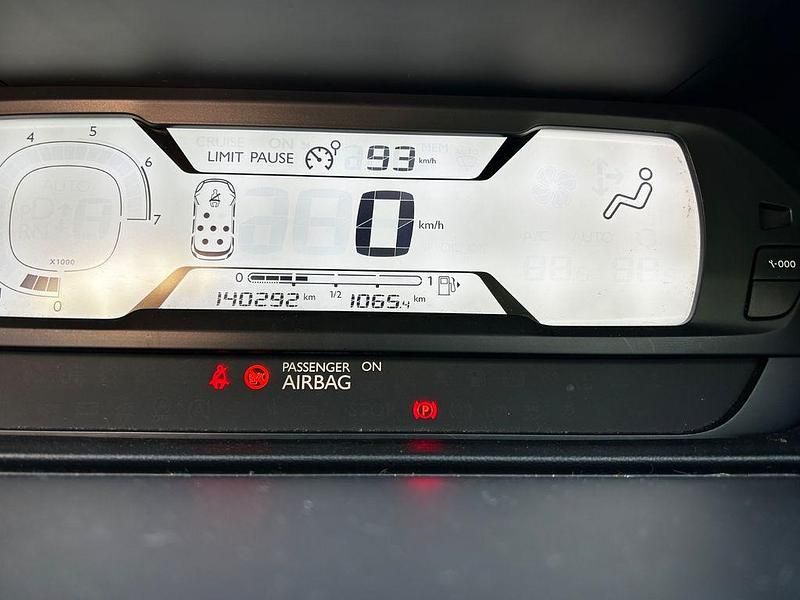 4 5 6 7
X1000
0
LIMIT PAUSE 93 km/h
0 km/h
0 1/2 1
140292 km 1065.4 km
PASSENGER ON
AIRBAG
P
-000